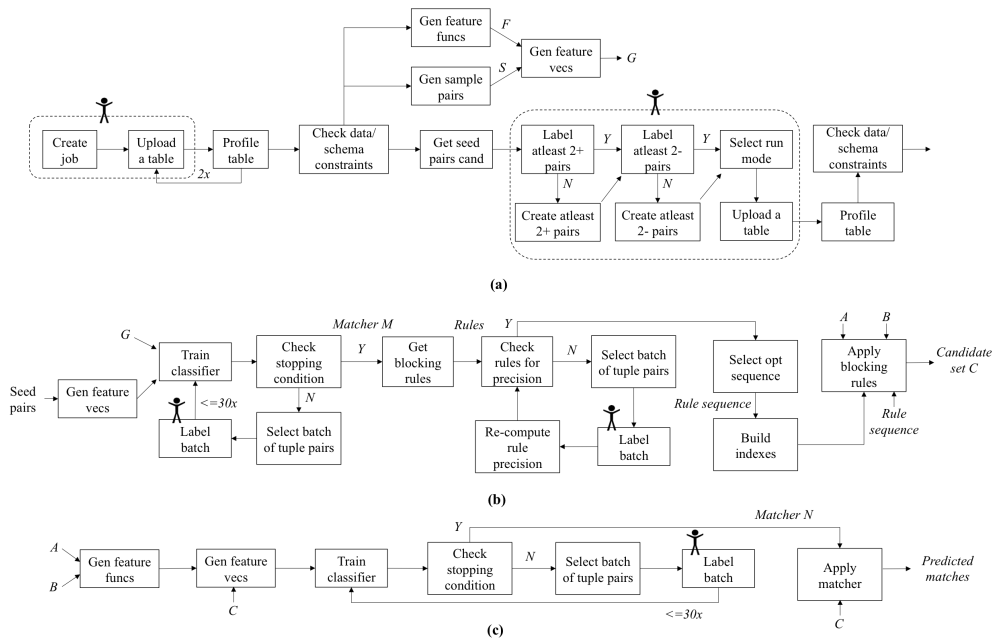 Gen feature
funcs
F
Gen feature
vecs
G
S
Gen sample
pairs
Create
job
Upload
a table
2x
Profile
table
Check data/
schema
constraints
Get seed
pairs cand
Label
atleast 2+
pairs
Y
N
Create atleast
2+ pairs
Label
atleast 2-
pairs
Y
N
Create atleast
2- pairs
Select run
mode
Upload a
table
Profile
table
Check data/
schema
constraints
(a)
Seed
pairs
Gen feature
vecs
G
Train
classifier
<=30x
Label
batch
Check
stopping
condition
N
Select batch
of tuple pairs
Matcher M
Y
Get
blocking
rules
Rules
Check
rules for
precision
Y
N
Select batch
of tuple pairs
Label
batch
Re-compute
rule
precision
Select opt
sequence
Rule sequence
Build
indexes
A
B
Apply
blocking
rules
Rule
sequence
Candidate
set C
(b)
A
B
Gen feature
funcs
Gen feature
vecs
C
Train
classifier
Check
stopping
condition
Y
N
Select batch
of tuple pairs
Label
batch
<=30x
Matcher N
Apply
matcher
C
Predicted
matches
(c)